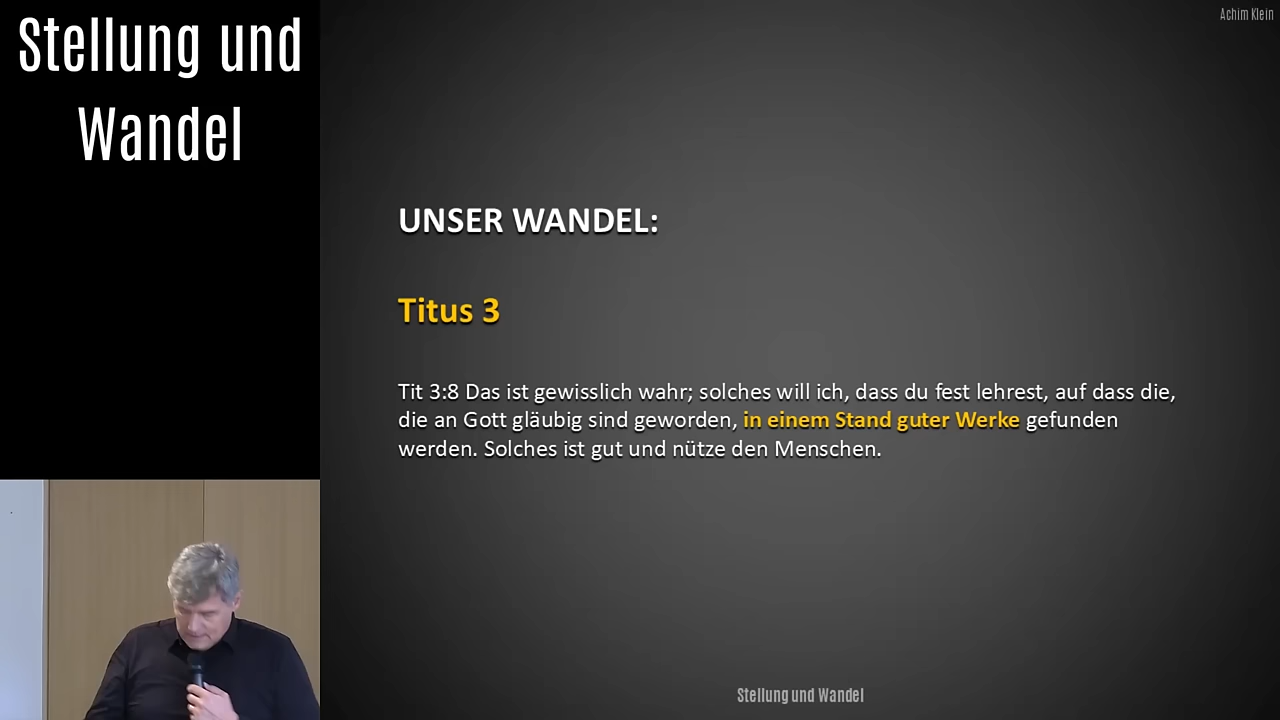 Stellung und
Wandel
Achim Klein
UNSER WANDEL:
Titus 3
Tit 3:8 Das ist gewisslich wahr; solches will ich, dass du fest lehrest, auf dass die,
die an Gott gläubig sind geworden, in einem Stand guter Werke gefunden
werden. Solches ist gut und nütze den Menschen.
Stellung und Wandel